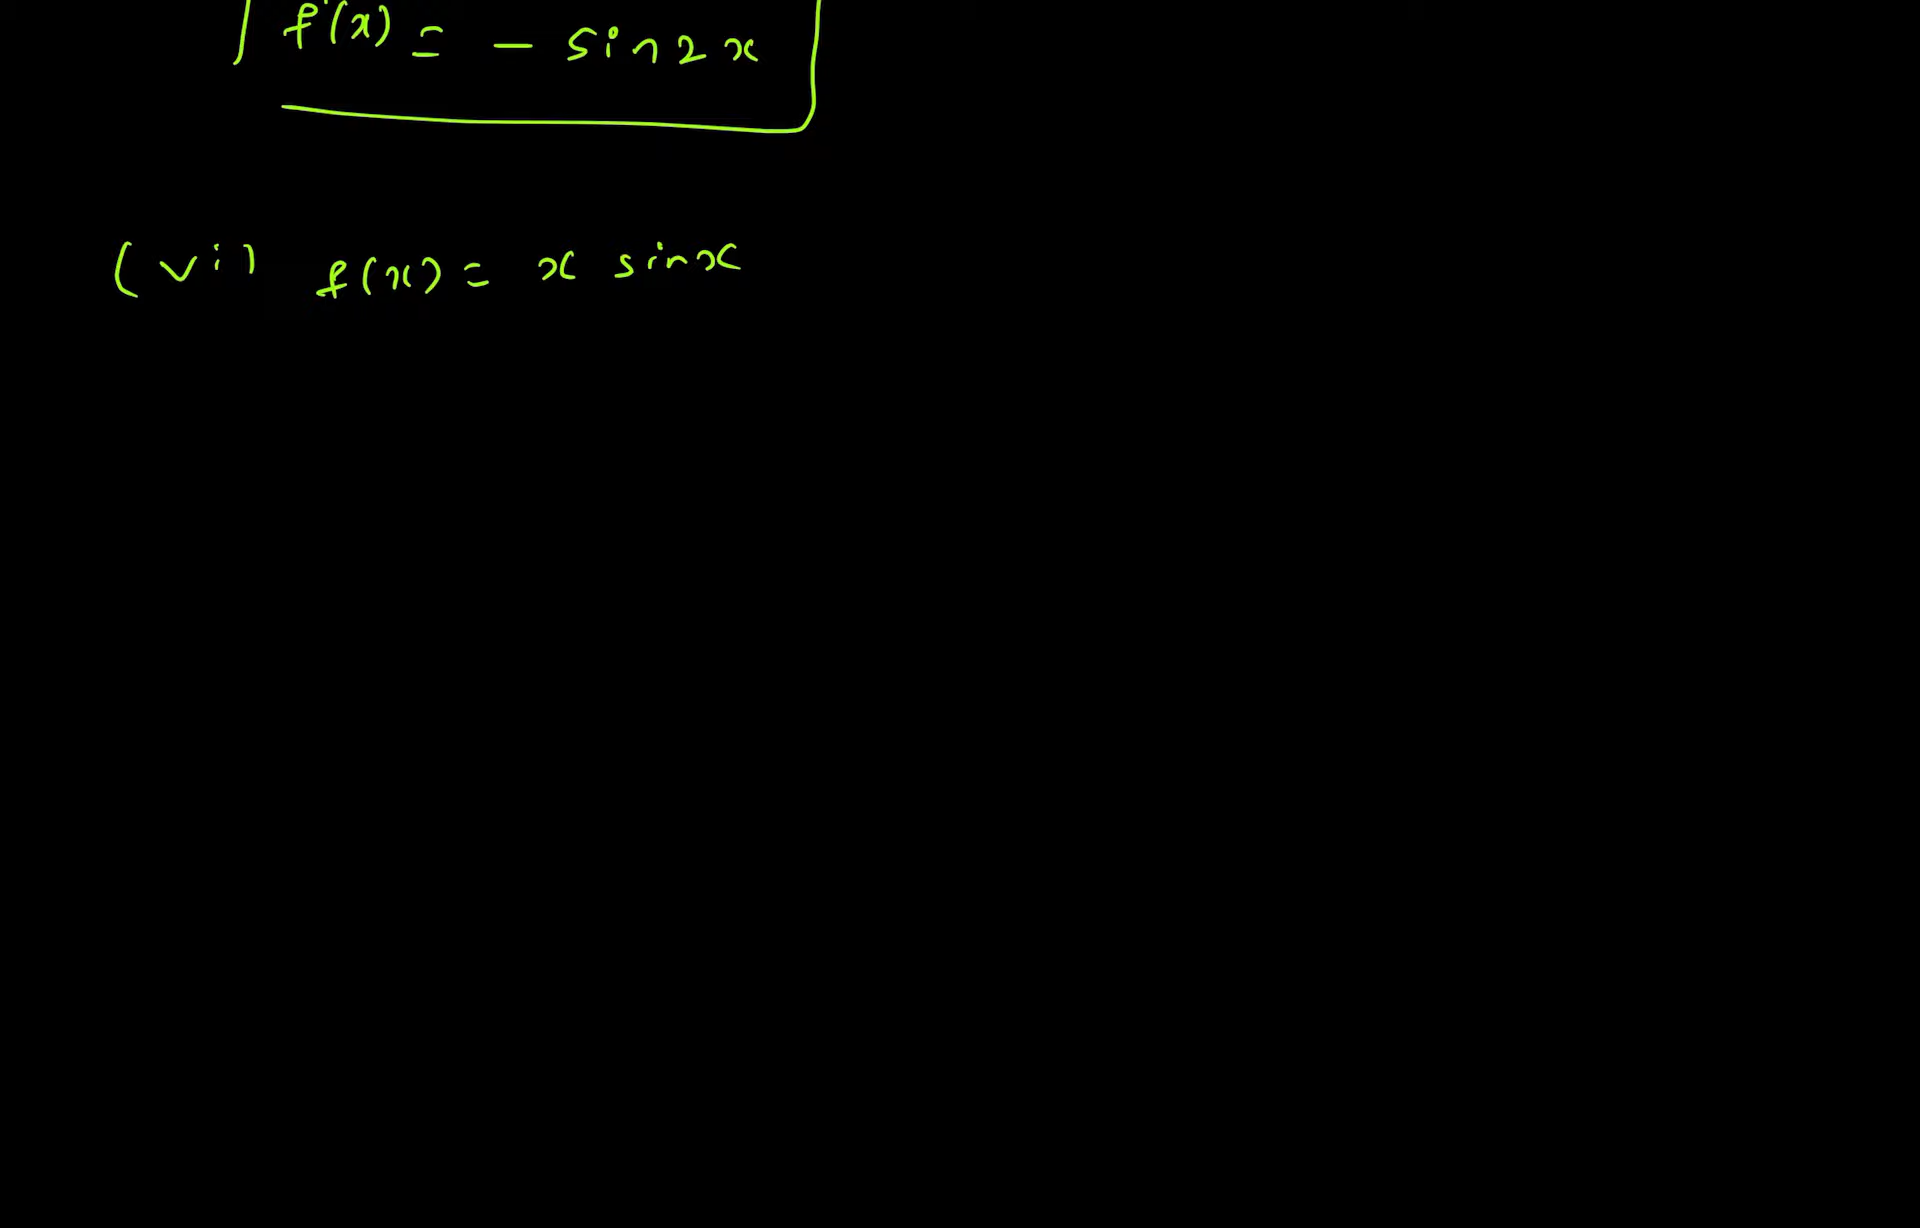 f'(x) = - sin2x
(vi) f(x) = x sinx